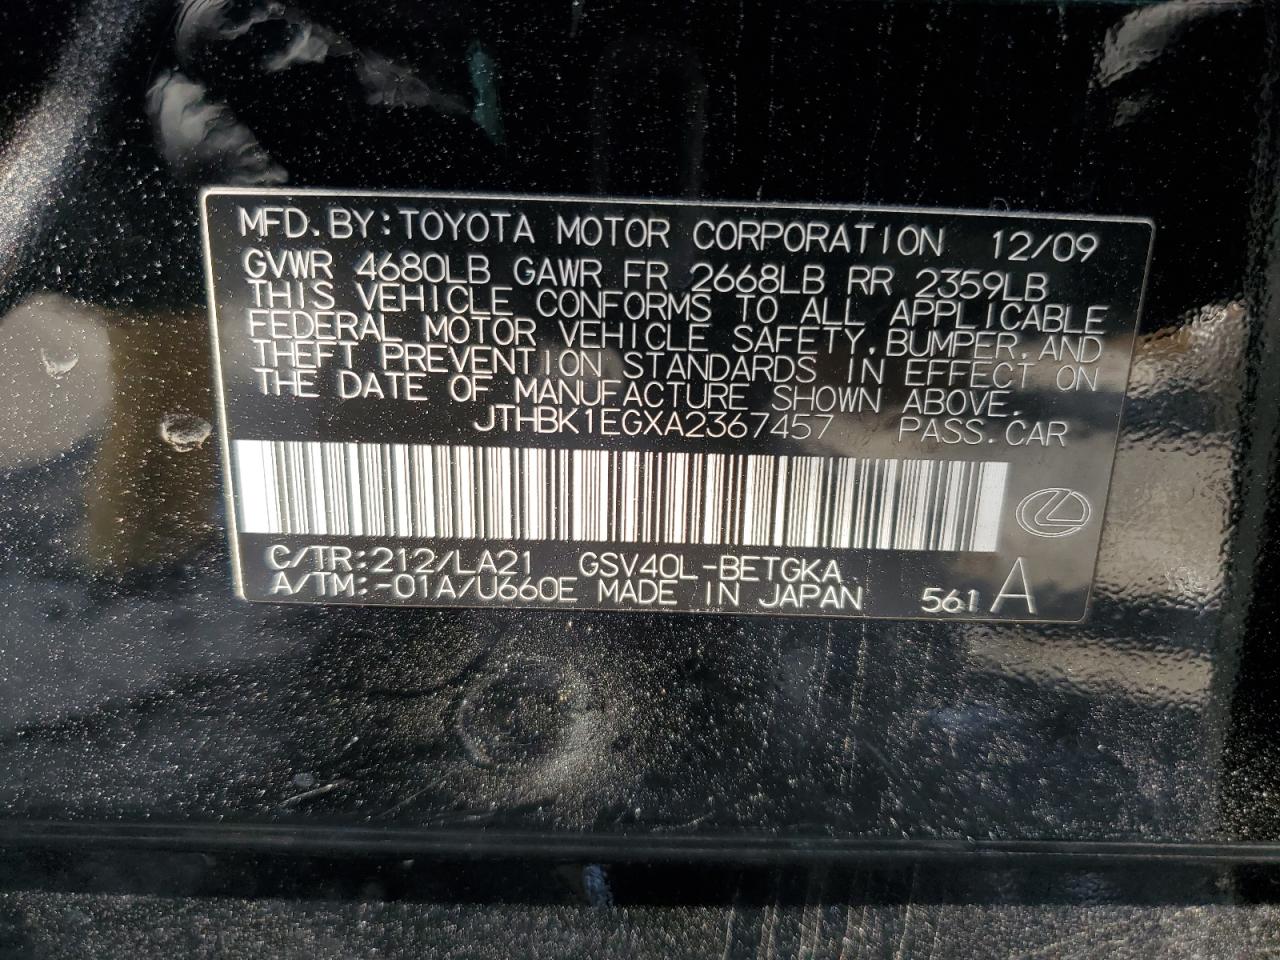 MFD. BY: TOYOTA MOTOR CORPORATION 12/09
GVWR 4680LB GAWR FR 2668LB RR 2359LB
THIS VEHICLE CONFORMS TO ALL APPLICABLE
FEDERAL MOTOR VEHICLE SAFETY, BUMPER, AND
THEFT PREVENTION STANDARDS IN EFFECT ON
THE DATE OF MANUFACTURE SHOWN ABOVE.
JTHBK1EGXA2367457 PASS. CAR
C/TR: 212/LA21 GSV40L-BETGKA
A/TM: -01A/U660E MADE IN JAPAN 561 A